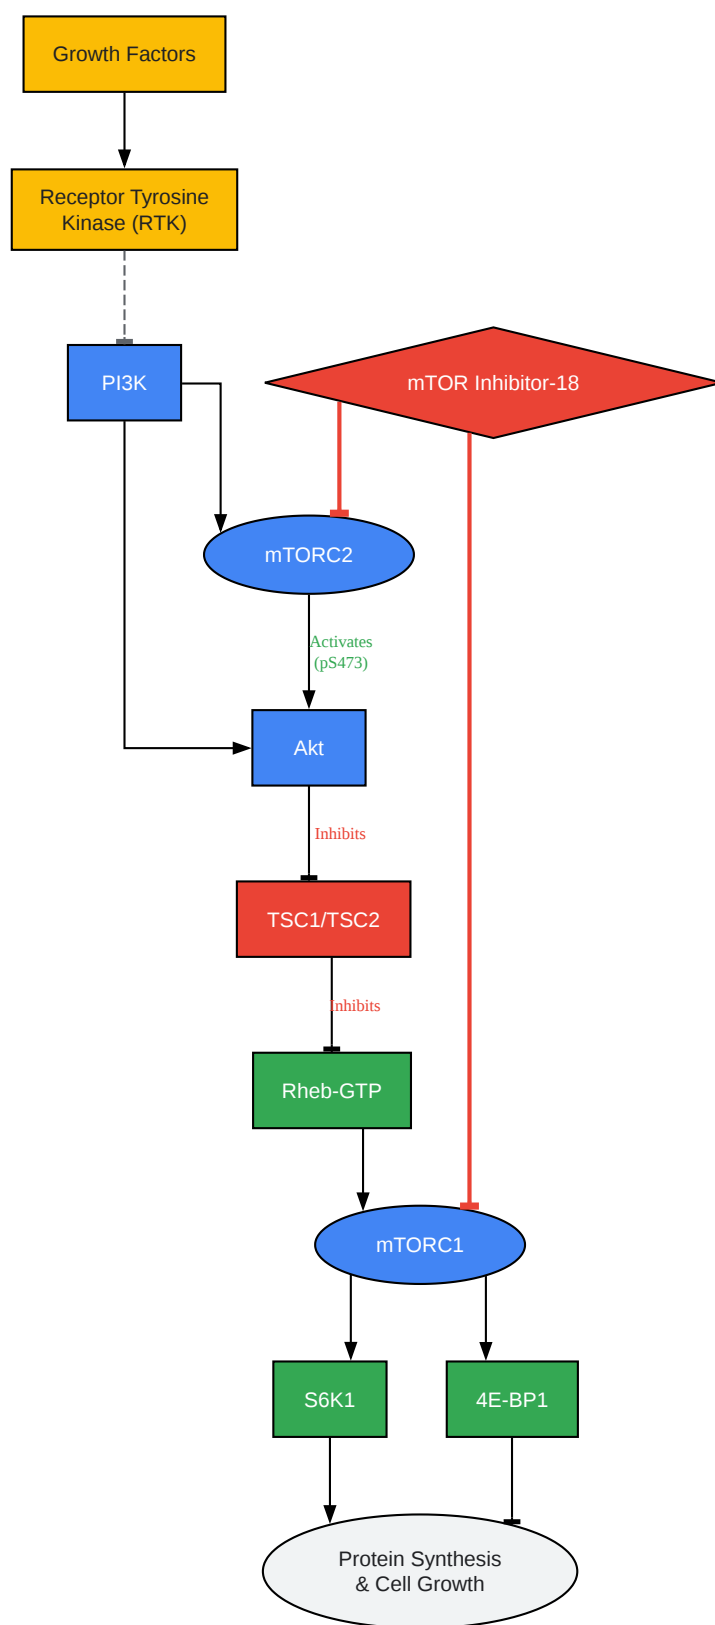 Growth Factors
Receptor Tyrosine
Kinase (RTK)
PI3K
mTOR Inhibitor-18
mTORC2
Activates
(pS473)
Akt
Inhibits
TSC1/TSC2
Inhibits
Rheb-GTP
mTORC1
S6K1
4E-BP1
Protein Synthesis
& Cell Growth